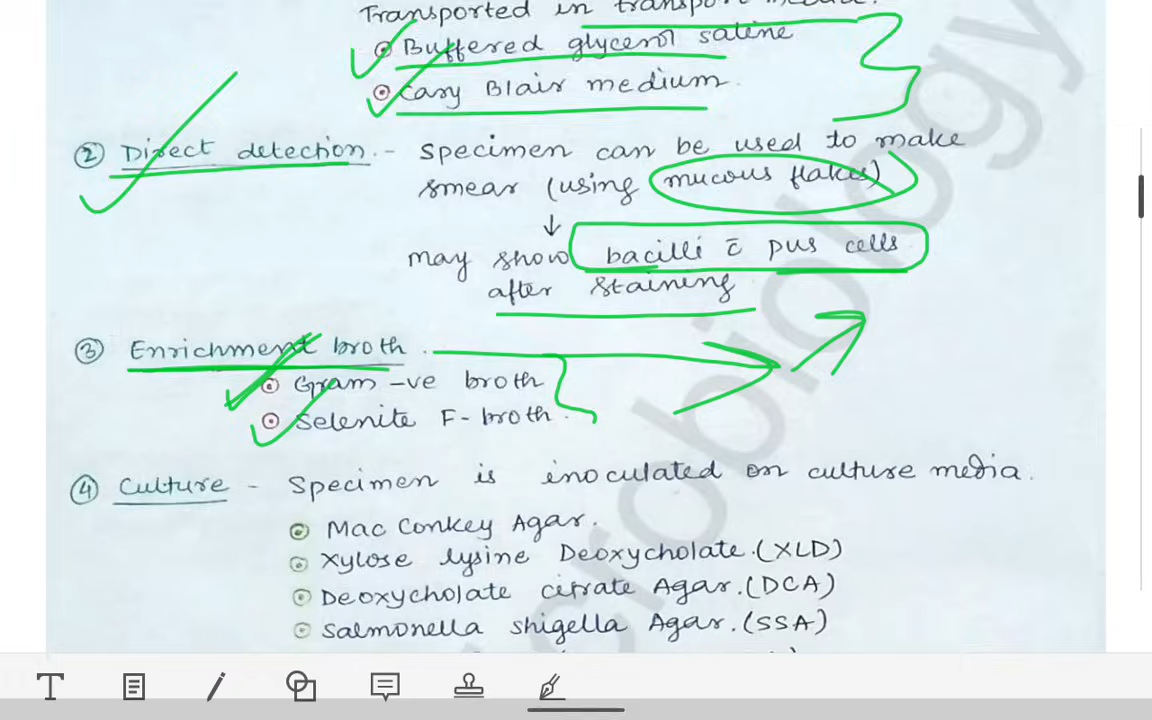 Transported in transport media.
Buffered glycerol saline
Cary Blair medium.
② Direct detection - Specimen can be used to make
smear (using mucous flakes)
↓
may show bacilli c̄ pus cells
after staining
③ Enrichment broth.
Gram -ve broth
Selenite F- broth.
④ Culture - Specimen is inoculated on culture media.
Mac Conkey Agar.
Xylose lysine Deoxycholate.(XLD)
Deoxycholate citrate Agar.(DCA)
Salmonella shigella Agar.(SSA)
crobiology
T